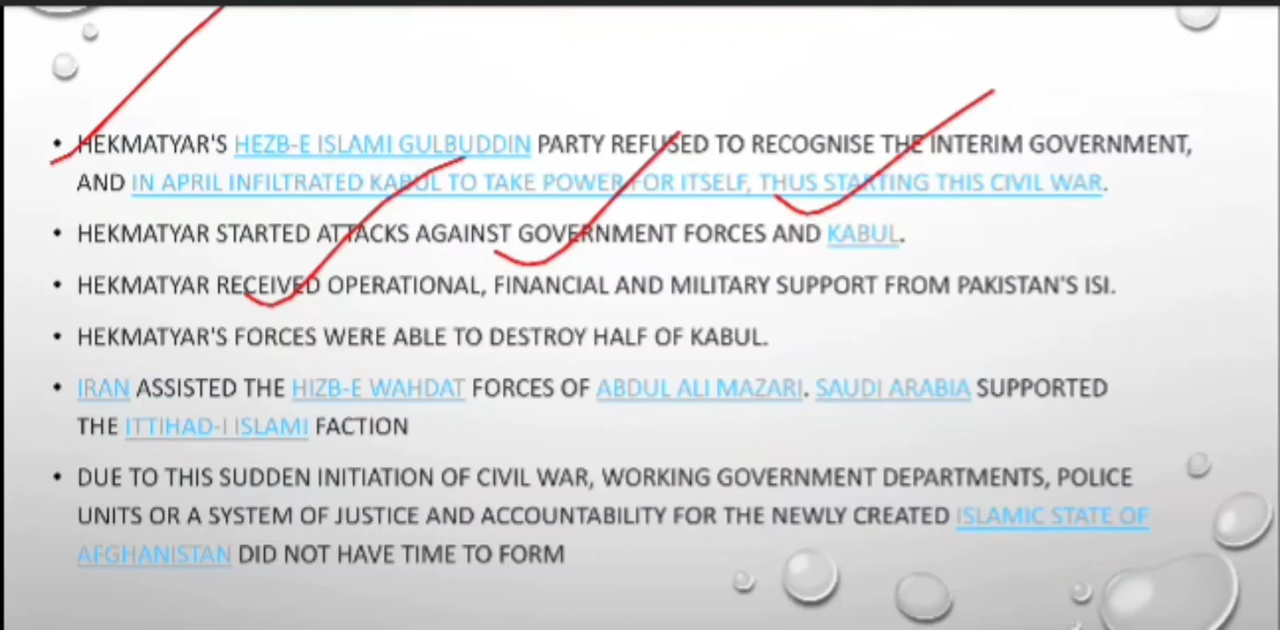 • HEKMATYAR'S HEZB-E ISLAMI GULBUDDIN PARTY REFUSED TO RECOGNISE THE INTERIM GOVERNMENT,
AND IN APRIL INFILTRATED KABUL TO TAKE POWER FOR ITSELF, THUS STARTING THIS CIVIL WAR.
• HEKMATYAR STARTED ATTACKS AGAINST GOVERNMENT FORCES AND KABUL.
• HEKMATYAR RECEIVED OPERATIONAL, FINANCIAL AND MILITARY SUPPORT FROM PAKISTAN'S ISI.
• HEKMATYAR'S FORCES WERE ABLE TO DESTROY HALF OF KABUL.
• IRAN ASSISTED THE HIZB-E WAHDAT FORCES OF ABDUL ALI MAZARI. SAUDI ARABIA SUPPORTED
THE ITTIHAD-I ISLAMI FACTION
• DUE TO THIS SUDDEN INITIATION OF CIVIL WAR, WORKING GOVERNMENT DEPARTMENTS, POLICE
UNITS OR A SYSTEM OF JUSTICE AND ACCOUNTABILITY FOR THE NEWLY CREATED ISLAMIC STATE OF
AFGHANISTAN DID NOT HAVE TIME TO FORM